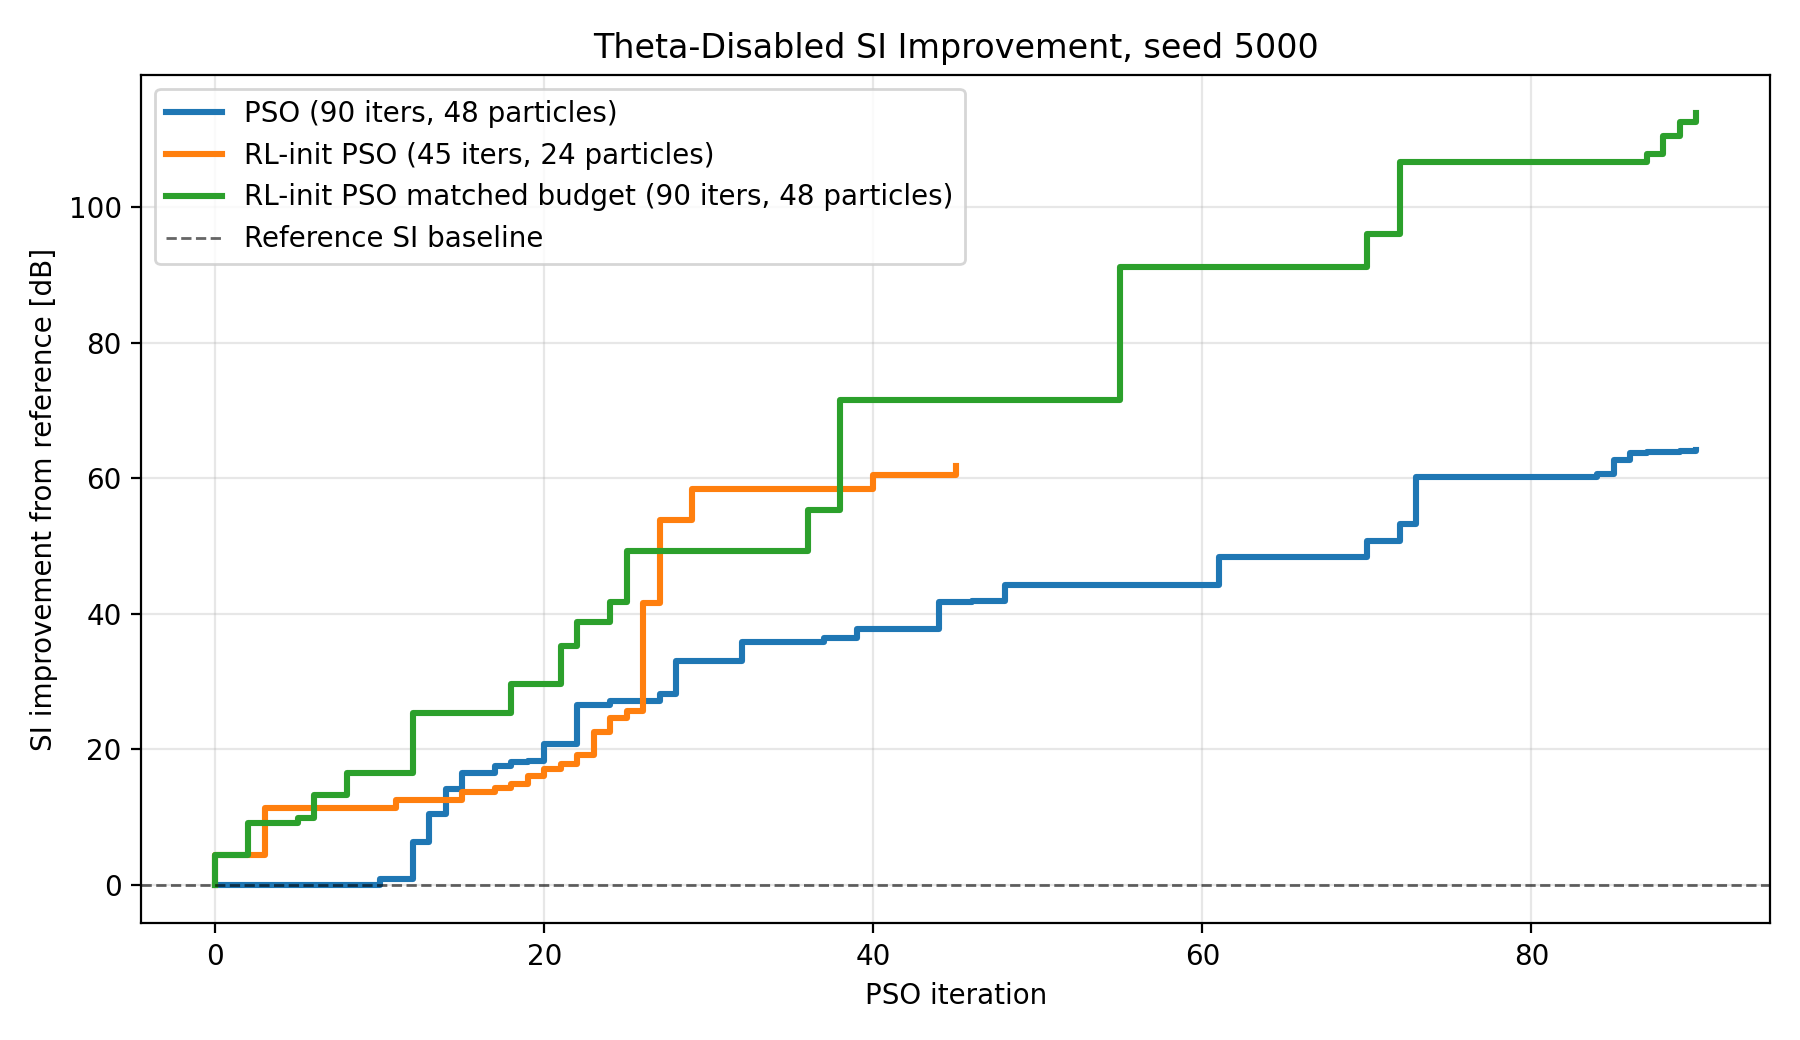 Theta-Disabled SI Improvement, seed 5000
PSO (90 iters, 48 particles)
RL-init PSO (45 iters, 24 particles)
RL-init PSO matched budget (90 iters, 48 particles)
Reference SI baseline
SI improvement from reference [dB]
100
80
60
40
20
0
0 20 40 60 80
PSO iteration